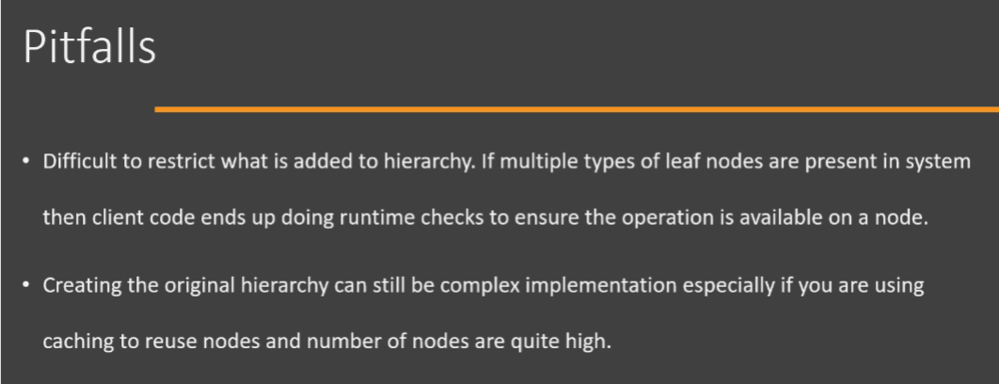 Pitfalls
• Difficult to restrict what is added to hierarchy. If multiple types of leaf nodes are present in system
then client code ends up doing runtime checks to ensure the operation is available on a node.
• Creating the original hierarchy can still be complex implementation especially if you are using
caching to reuse nodes and number of nodes are quite high.